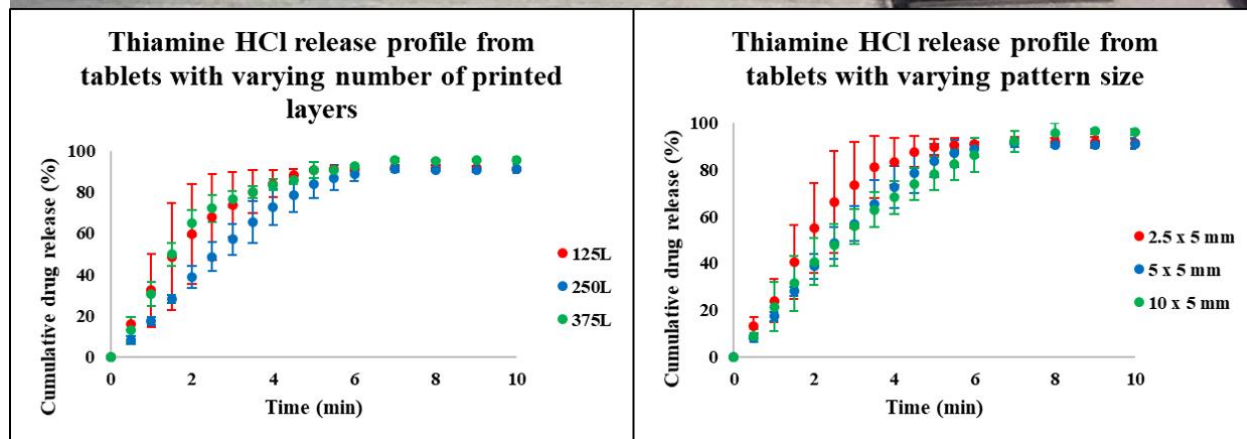 Thiamine HCl release profile from
tablets with varying number of printed
layers
Cumulative drug release (%)
100
80
60
40
20
0
0 2 4 6 8 10
Time (min)
125L
250L
375L
Thiamine HCl release profile from
tablets with varying pattern size
Cumulative drug release (%)
100
80
60
40
20
0
0 2 4 6 8 10
Time (min)
2.5 x 5 mm
5 x 5 mm
10 x 5 mm